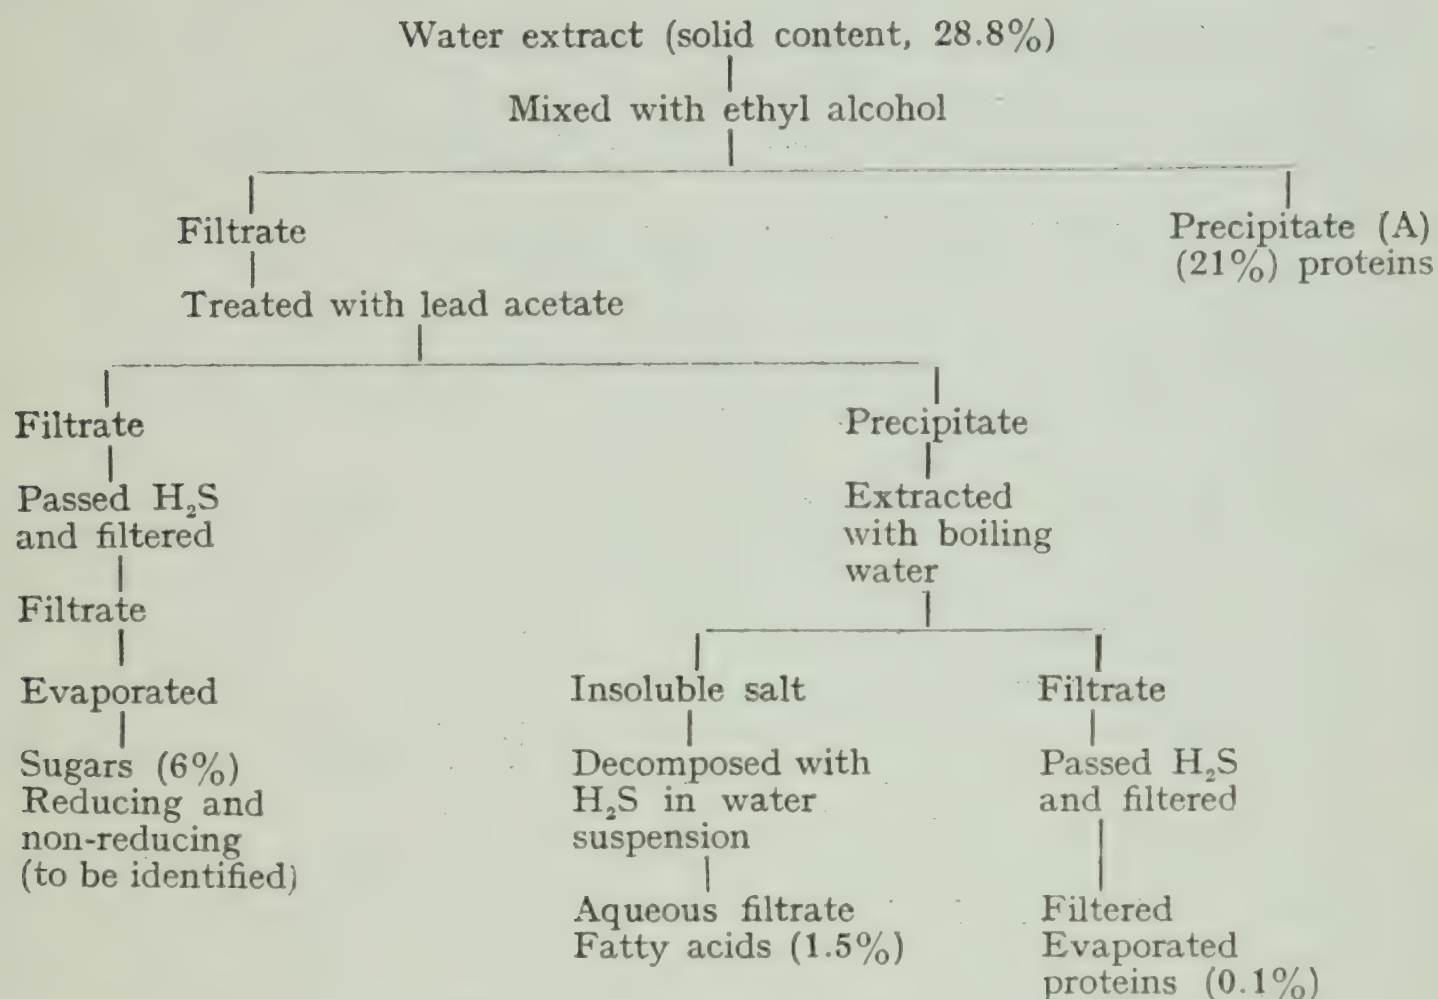 Water extract (solid content, 28.8%)
Mixed with ethyl alcohol
Filtrate
Precipitate (A)
(21%) proteins
Treated with lead acetate
Filtrate
Precipitate
Passed H₂S
and filtered
Extracted
with boiling
water
Filtrate
Evaporated
Insoluble salt
Filtrate
Sugars (6%)
Reducing and
non-reducing
(to be identified)
Decomposed with
H₂S in water
suspension
Passed H₂S
and filtered
Aqueous filtrate
Fatty acids (1.5%)
Filtered
Evaporated
proteins (0.1%)